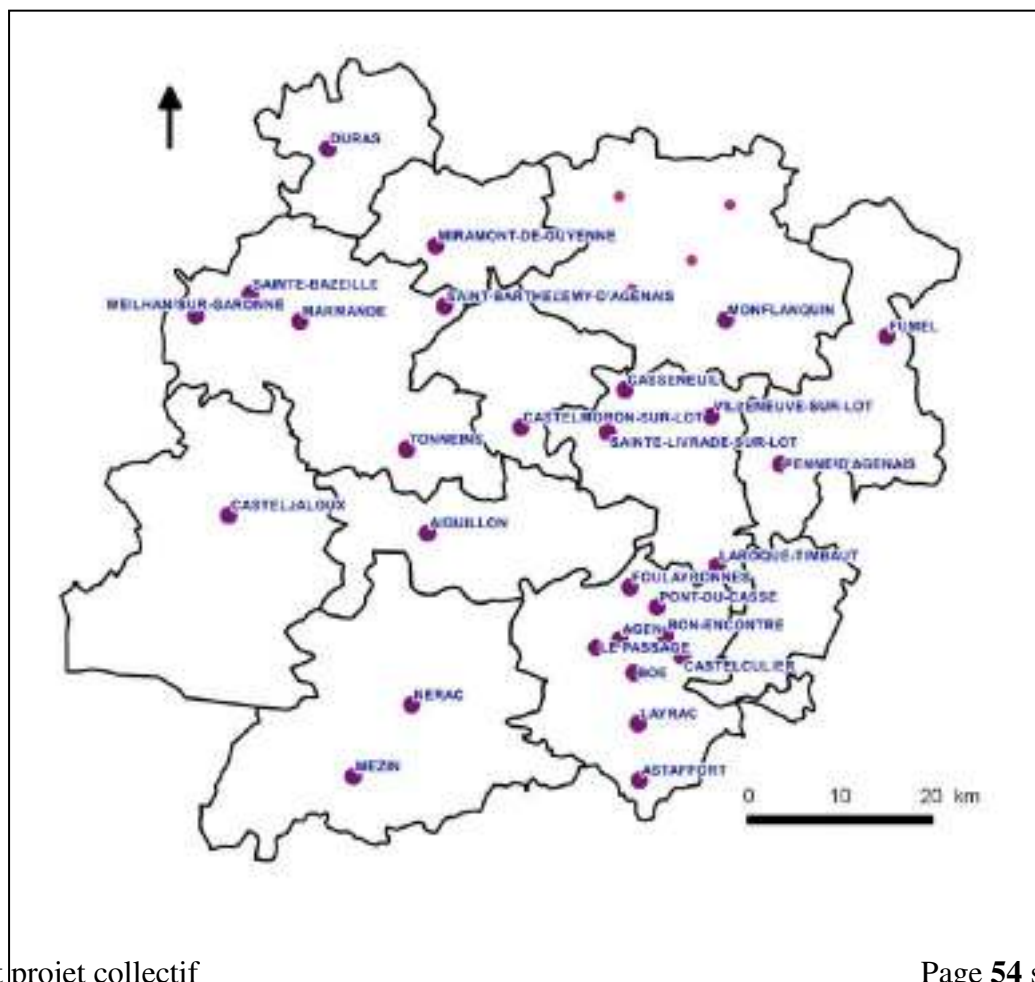 DURAS
MIRAMONT-DE-GUYENNE
SAINTE-BAZEILLE
MEILHAN/SUR-GARONNE
SAINT-BARTHELEMY-D'AGENAIS
MARMANDE
MONFLANQUIN
FUMEL
CASSENEUIL
VILLENEUVE-SUR-LOT
CASTELMORON-SUR-LOT
SAINTE-LIVRADE-SUR-LOT
TONNEINS
PENNE D'AGENAIS
CASTELJALOUX
AIGUILLON
LAROQUE-TIMBAUT
FOULAYRONNES
PONT-DU-CASSE
AGEN
BON-ENCONTRE
LE PASSAGE
CASTELCULIER
BOE
NERAC
LAYRAC
MEZIN
ASTAFFORT
0 10 20 km
t projet collectif
Page 54 s